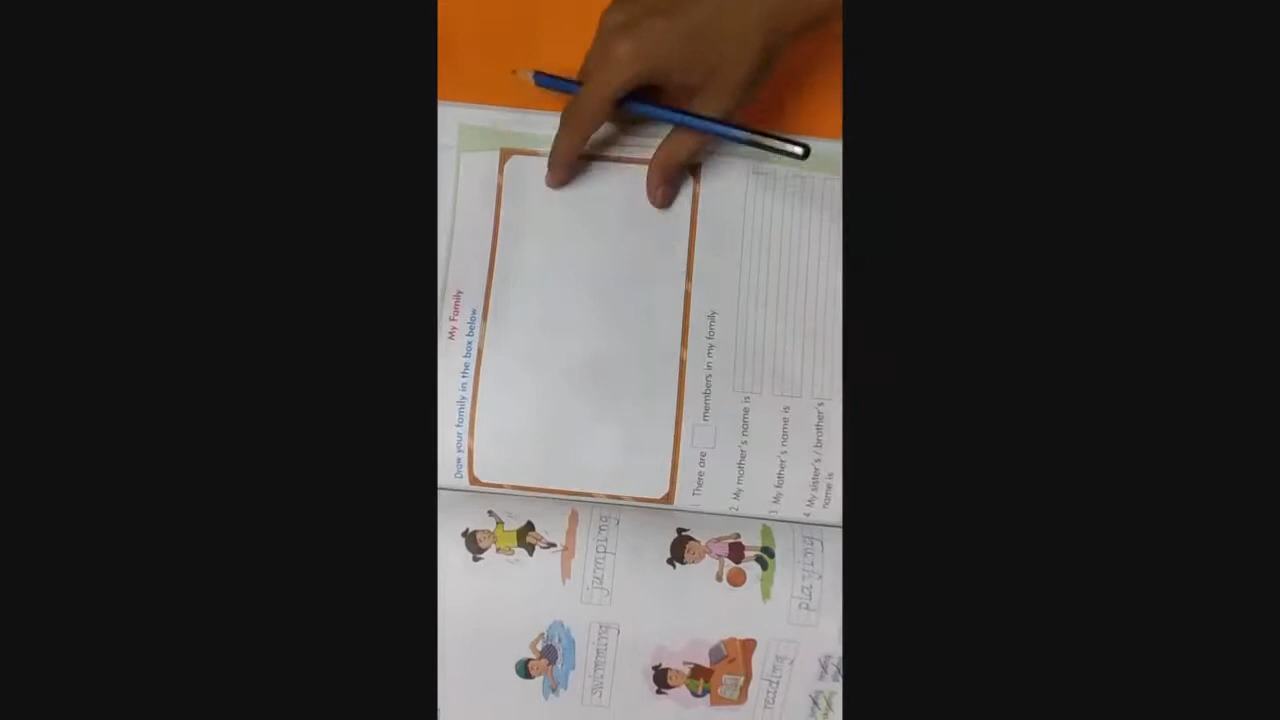 My Family
Draw your family in the box below
1. There are members in my family.
2. My mother's name is
3. My father's name is
4. My sister's / brother's
name is
swimming
jumping
reading
playing